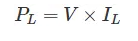 P_L = V × I_L